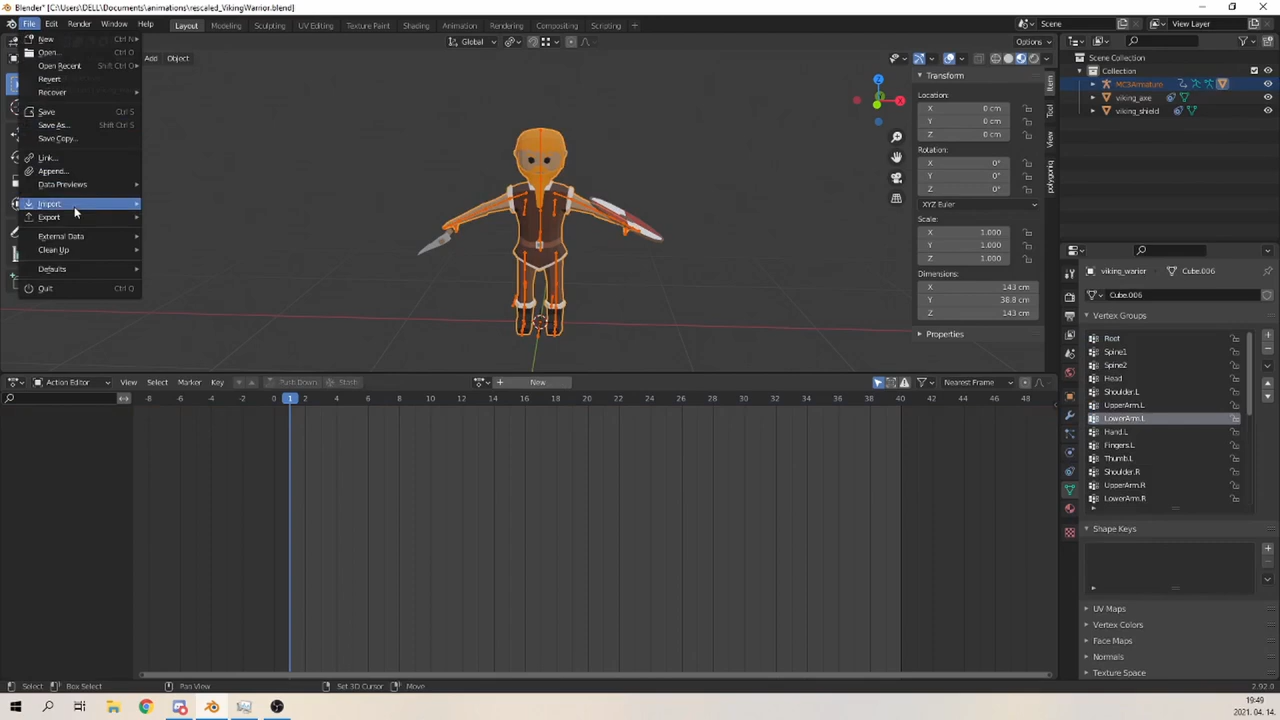 Blender* [C:\Users\DELL\Documents\animations\rescaled_VikingWarrior.blend]
File Edit Render Window Help Layout Modeling Sculpting UV Editing Texture Paint Shading Animation Rendering Compositing Scripting + Scene View Layer
New Ctrl N
Open... Ctrl O
Open Recent Shift Ctrl O
Revert
Recover
Save Ctrl S
Save As... Shift Ctrl S
Save Copy...
Link...
Append...
Data Previews
Import
Export
External Data
Clean Up
Defaults
Quit Ctrl Q
Add Object
Global
Options
Transform
Location:
X 0 cm
Y 0 cm
Z 0 cm
Rotation:
X 0°
Y 0°
Z 0°
XYZ Euler
Scale:
X 1.000
Y 1.000
Z 1.000
Dimensions:
X 143 cm
Y 38.8 cm
Z 143 cm
Properties
Item
Tool
View
polygoniq
Z
X
Scene Collection
Collection
MC3Armature
viking_axe
viking_shield
viking_warior Cube.006
Cube.006
Vertex Groups
Root
Spine1
Spine2
Head
Shoulder.L
UpperArm.L
LowerArm.L
Hand.L
Fingers.L
Thumb.L
Shoulder.R
UpperArm.R
LowerArm.R
Shape Keys
UV Maps
Vertex Colors
Face Maps
Normals
Texture Space
Action Editor View Select Marker Key Push Down Stash New Nearest Frame
-8 -6 -4 -2 0 1 2 4 6 8 10 12 14 16 18 20 22 24 26 28 30 32 34 36 38 40 42 44 46 48
Select Box Select Pan View Set 3D Cursor Move 2.92.0
19:49
2021. 04. 14.